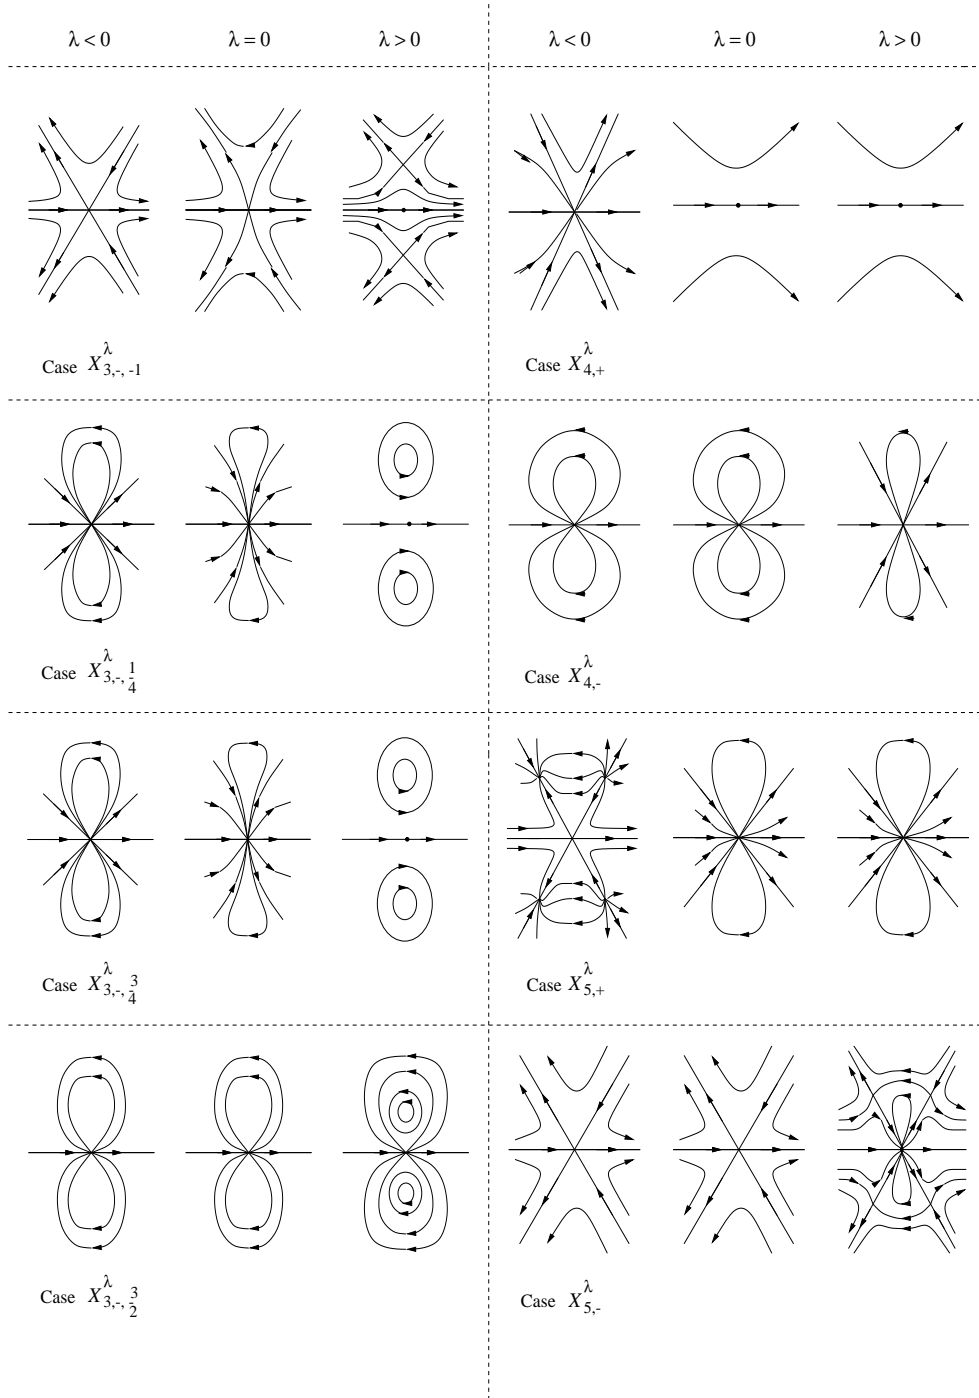 λ < 0 λ = 0 λ > 0 λ < 0 λ = 0 λ > 0
Case X^λ_{3,-,-1}
Case X^λ_{4,+}
Case X^λ_{3,-,1/4}
Case X^λ_{4,-}
Case X^λ_{3,-,3/4}
Case X^λ_{5,+}
Case X^λ_{3,-,3/2}
Case X^λ_{5,-}